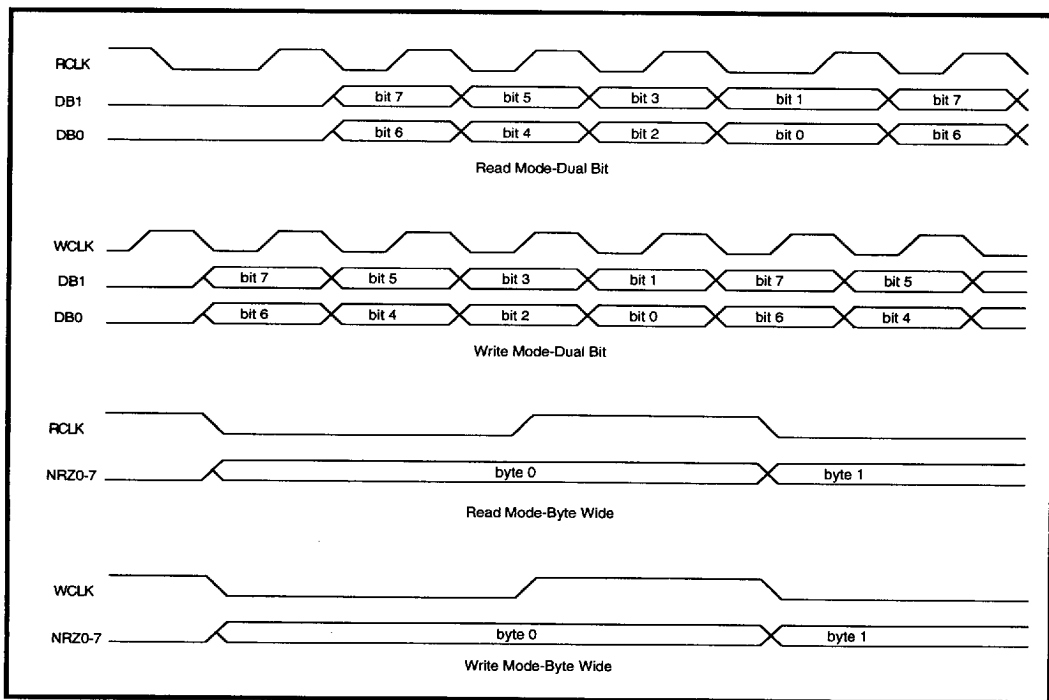 RCLK
DB1 bit 7 bit 5 bit 3 bit 1 bit 7
DB0 bit 6 bit 4 bit 2 bit 0 bit 6
Read Mode-Dual Bit
WCLK
DB1 bit 7 bit 5 bit 3 bit 1 bit 7 bit 5
DB0 bit 6 bit 4 bit 2 bit 0 bit 6 bit 4
Write Mode-Dual Bit
RCLK
NRZ0-7 byte 0 byte 1
Read Mode-Byte Wide
WCLK
NRZ0-7 byte 0 byte 1
Write Mode-Byte Wide